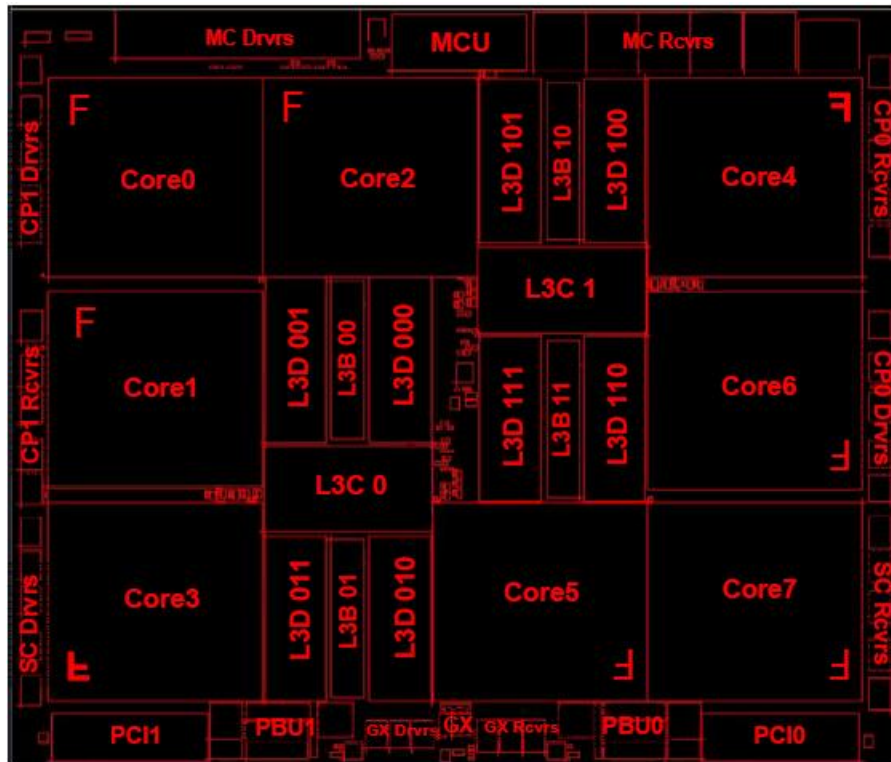 MC Drvrs
MCU
MC Rcvrs
CP1 Drvrs
F
Core0
F
Core2
L3D 101
L3B 10
L3D 100
F
Core4
CP0 Rcvrs
L3C 1
CP1 Rcvrs
F
Core1
L3D 001
L3B 00
L3D 000
L3D 111
L3B 11
L3D 110
Core6
F
CP0 Drvrs
L3C 0
SC Drvrs
Core3
F
L3D 011
L3B 01
L3D 010
Core5
F
Core7
F
SC Rcvrs
PCI1
PBU1
GX Drvrs
GX
GX Rcvrs
PBU0
PCI0